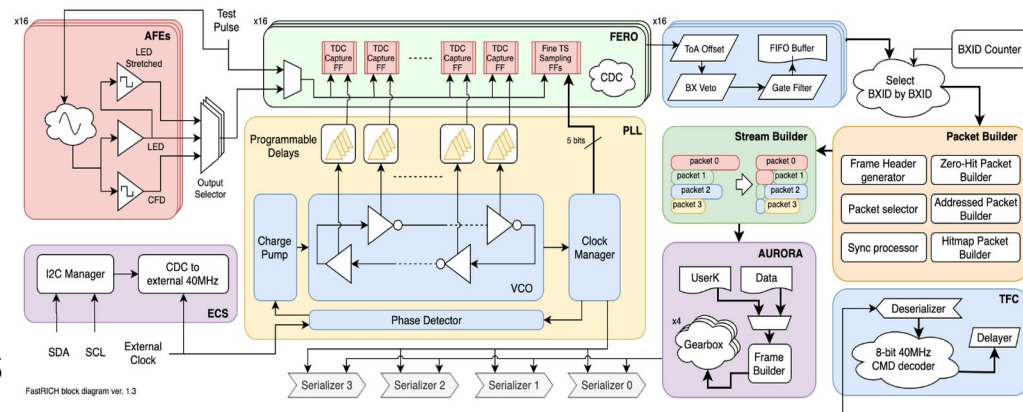 x16
AFEs
LED
Stretched
LED
CFD
Output
Selector
Test
Pulse
x16
FERO
TDC
Capture
FF
TDC
Capture
FF
TDC
Capture
FF
TDC
Capture
FF
Fine TS
Sampling
FFs
CDC
x16
ToA Offset
FIFO Buffer
BX Veto
Gate Filter
Select
BXID by BXID
BXID Counter
Programmable
Delays
PLL
5 bits
Charge
Pump
VCO
Clock
Manager
Phase Detector
Stream Builder
packet 0
packet 1
packet 2
packet 3
packet 0
packet 1
packet 2
packet 3
Packet Builder
Frame Header
generator
Zero-Hit Packet
Builder
Packet selector
Addressed Packet
Builder
Sync processor
Hitmap Packet
Builder
I2C Manager
CDC to
external 40MHz
ECS
SDA
SCL
External
Clock
AURORA
UserK
Data
x4
Gearbox
Frame
Builder
TFC
Deserializer
8-bit 40MHz
CMD decoder
Delayer
Serializer 3
Serializer 2
Serializer 1
Serializer 0
FastRICH block diagram ver. 1.3